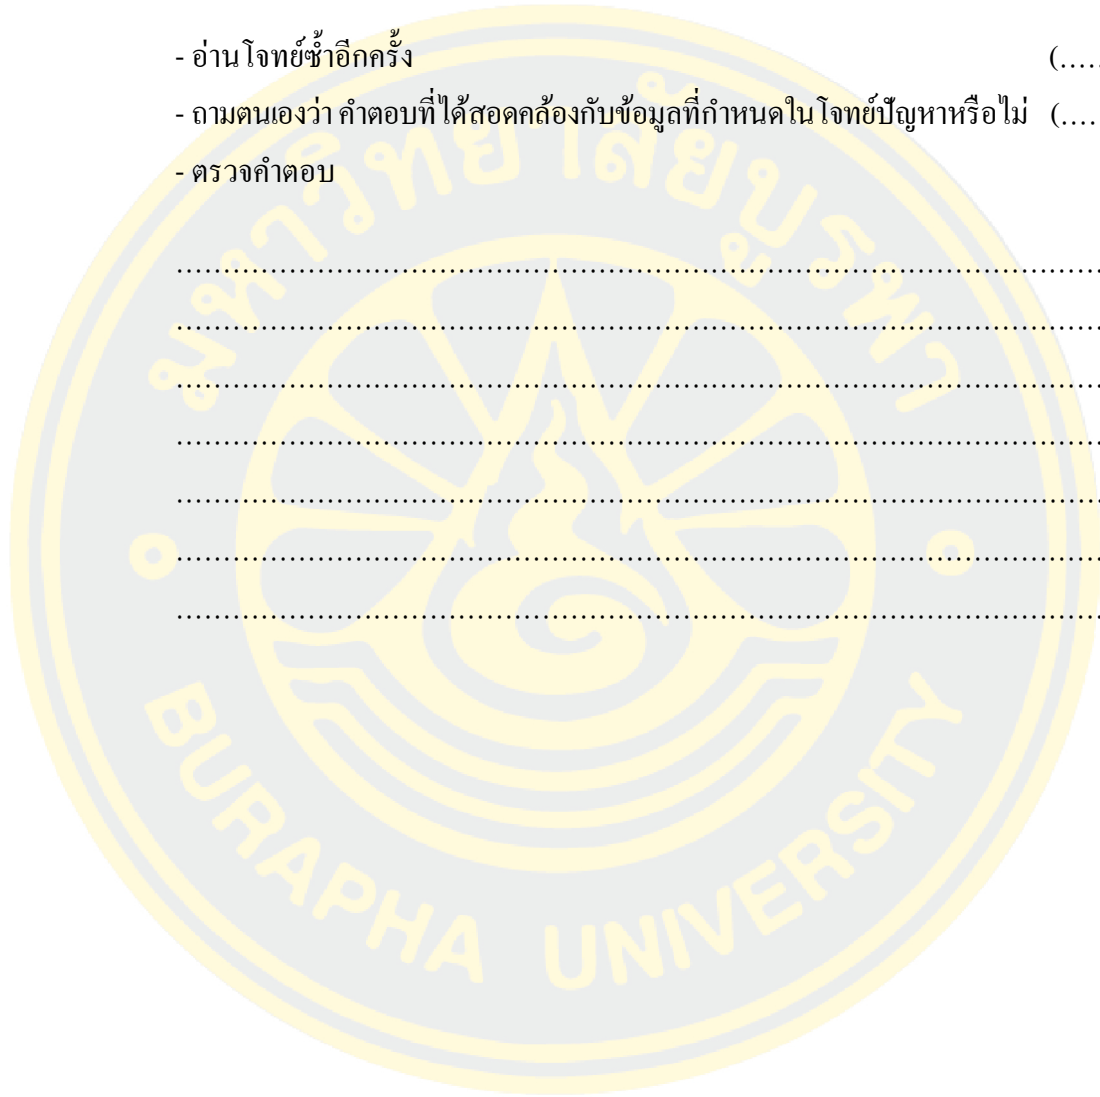 - อ่านโจทย์ซ้ำอีกครั้ง (.....
- ถามตนเองว่า คำตอบที่ได้สอดคล้องกับข้อมูลที่กำหนดในโจทย์ปัญหาหรือไม่ (....
- ตรวจคำตอบ
มหาวิทยาลัยบูรพา
BURAPHA UNIVERSITY